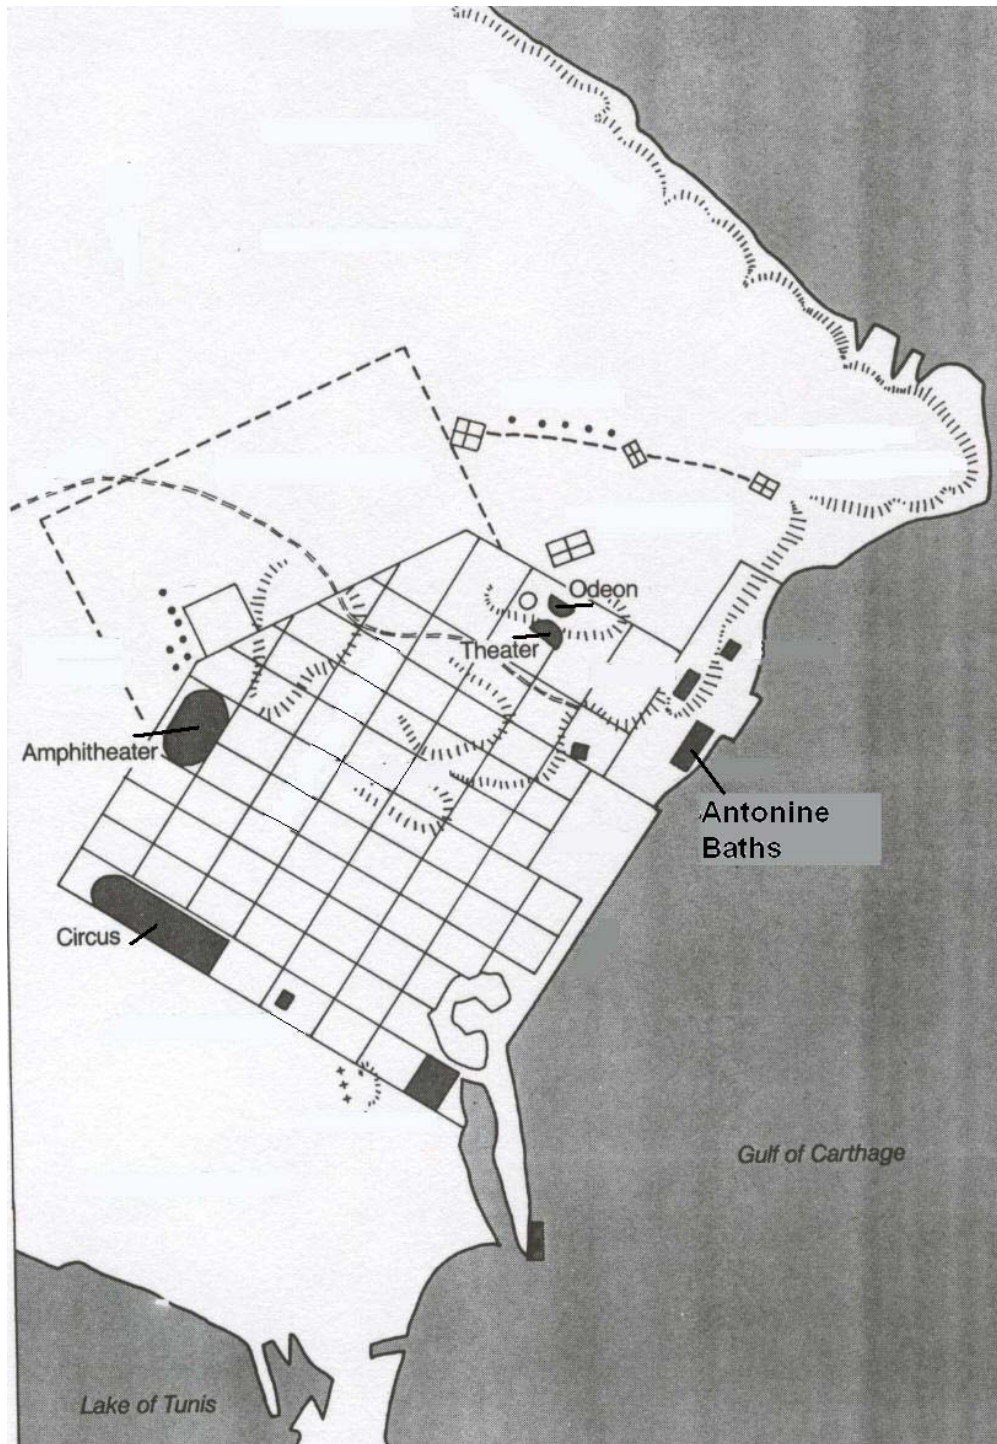 Odeon
Theater
Amphitheater
Antonine
Baths
Circus
Gulf of Carthage
Lake of Tunis